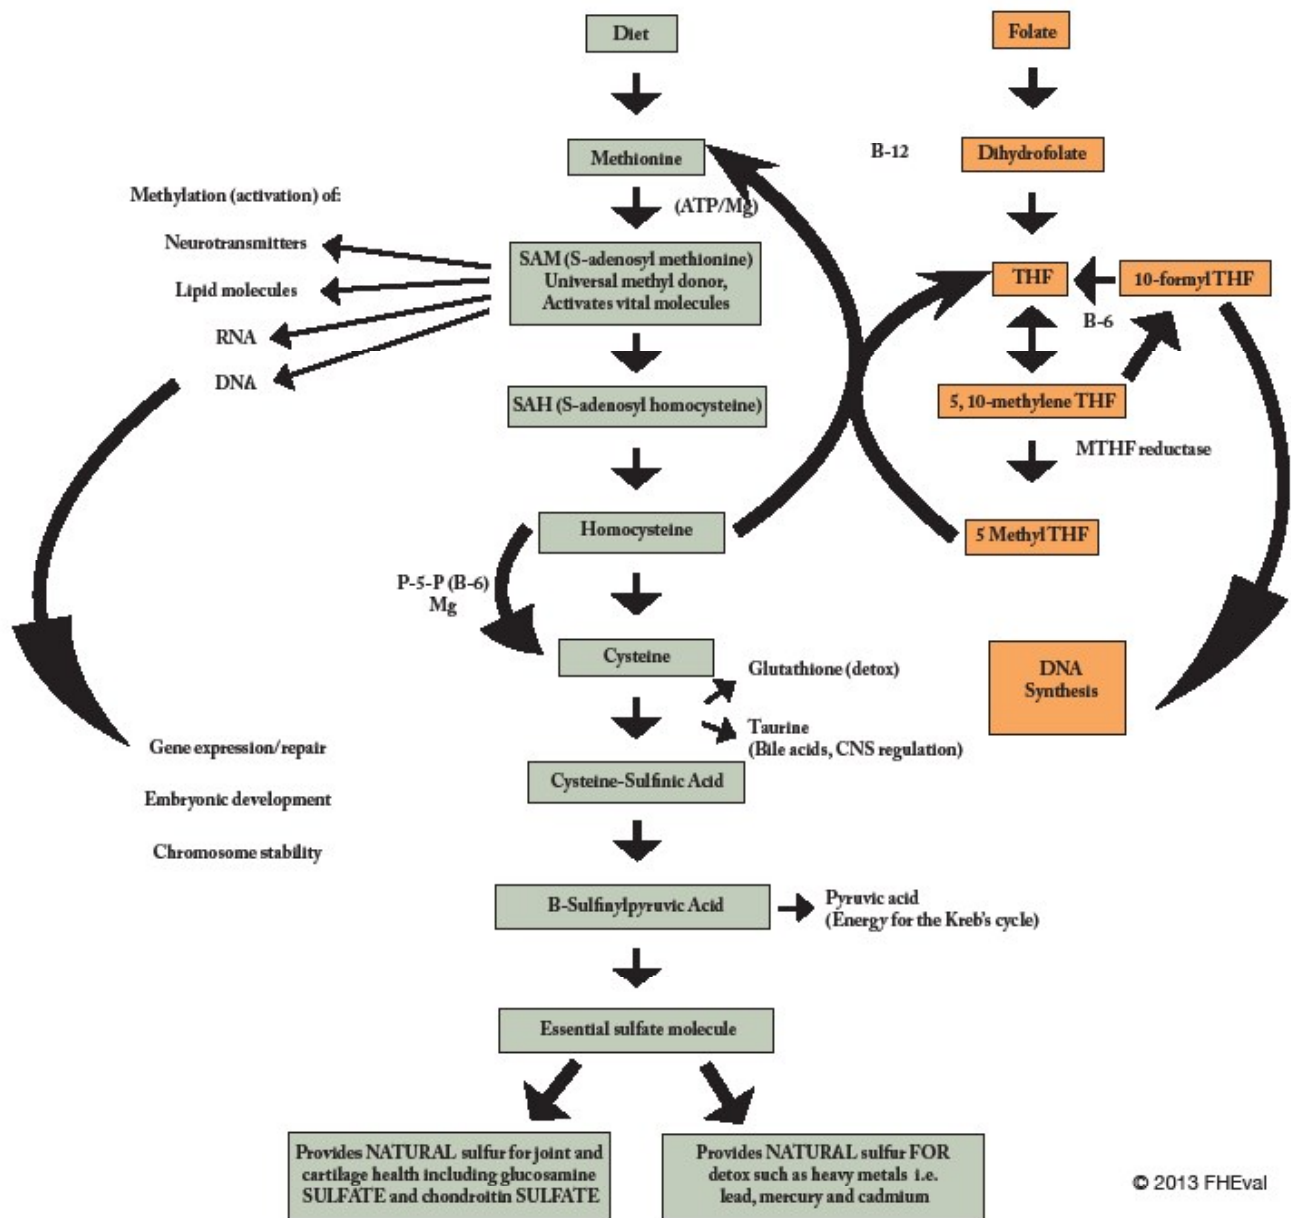 Diet
Folate
Methionine
B-12
Dihydrofolate
Methylation (activation) of:
(ATP/Mg)
Neurotransmitters
Lipid molecules
RNA
DNA
SAM (S-adenosyl methionine)
Universal methyl donor,
Activates vital molecules
THF
10-formyl THF
B-6
SAH (S-adenosyl homocysteine)
5, 10-methylene THF
MTHF reductase
Homocysteine
5 Methyl THF
P-5-P (B-6)
Mg
Cysteine
Glutathione (detox)
Taurine
(Bile acids, CNS regulation)
DNA
Synthesis
Gene expression/repair
Embryonic development
Chromosome stability
Cysteine-Sulfinic Acid
B-Sulfinylpyruvic Acid
Pyruvic acid
(Energy for the Kreb's cycle)
Essential sulfate molecule
Provides NATURAL sulfur for joint and
cartilage health including glucosamine
SULFATE and chondroitin SULFATE
Provides NATURAL sulfur FOR
detox such as heavy metals i.e.
lead, mercury and cadmium
© 2013 FHEval